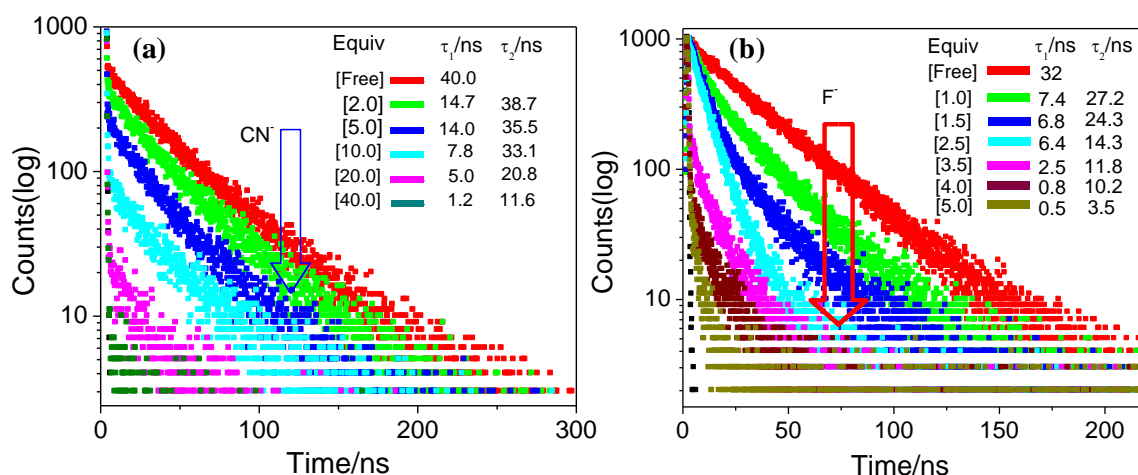 (a)
Equiv τ₁/ns τ₂/ns
[Free] 40.0
[2.0] 14.7 38.7
[5.0] 14.0 35.5
[10.0] 7.8 33.1
[20.0] 5.0 20.8
[40.0] 1.2 11.6
CN⁻
1000
100
10
Counts(log)
0 100 200 300
Time/ns
(b)
Equiv τ₁/ns τ₂/ns
[Free] 32
[1.0] 7.4 27.2
[1.5] 6.8 24.3
[2.5] 6.4 14.3
[3.5] 2.5 11.8
[4.0] 0.8 10.2
[5.0] 0.5 3.5
F⁻
1000
100
10
Counts(log)
0 50 100 150 200
Time/ns